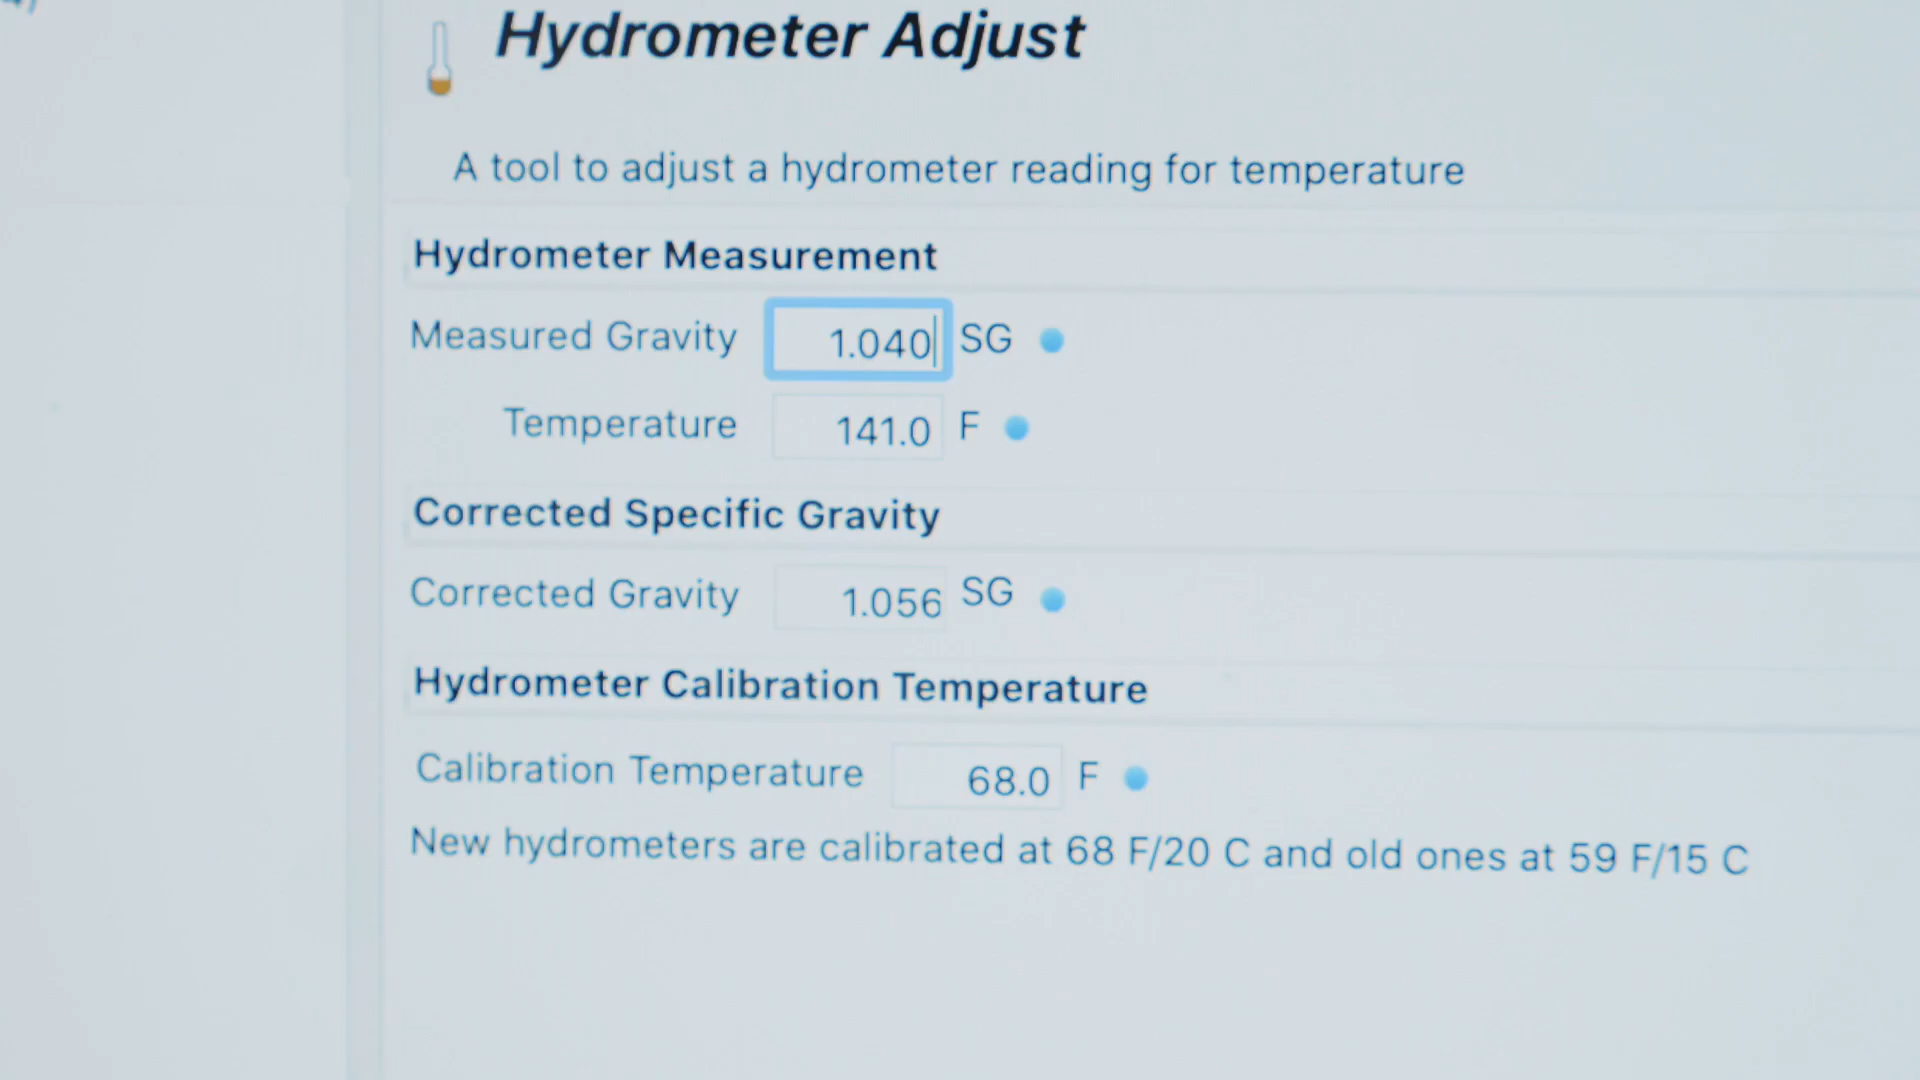 Hydrometer Adjust
A tool to adjust a hydrometer reading for temperature
Hydrometer Measurement
Measured Gravity 1.040 SG
Temperature 141.0 F
Corrected Specific Gravity
Corrected Gravity 1.056 SG
Hydrometer Calibration Temperature
Calibration Temperature 68.0 F
New hydrometers are calibrated at 68 F/20 C and old ones at 59 F/15 C